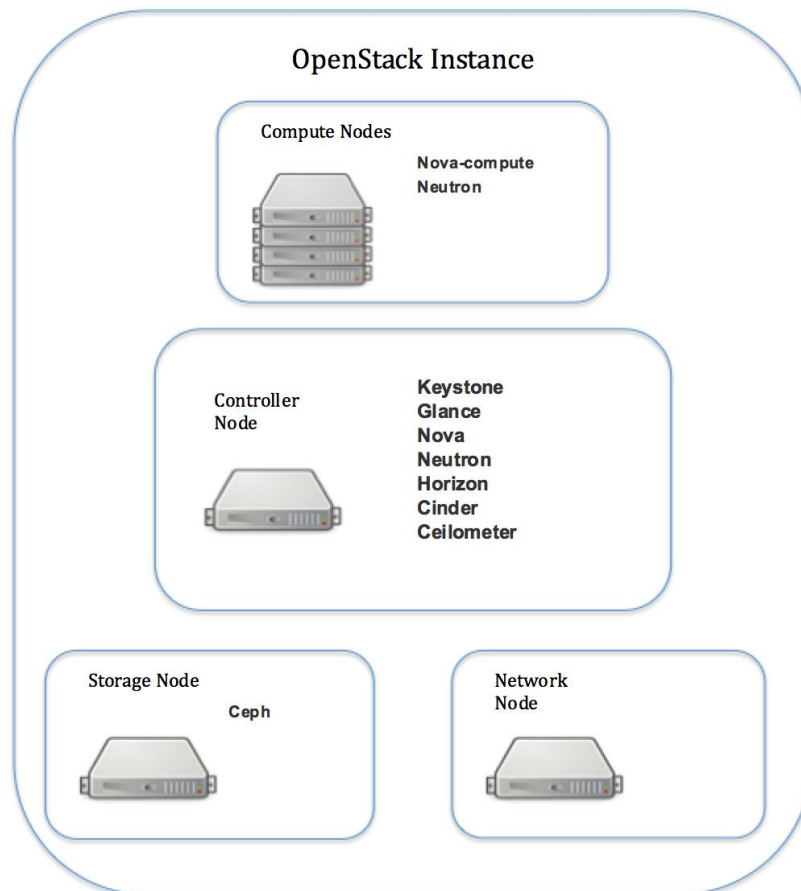 OpenStack Instance
Compute Nodes
Nova-compute
Neutron
Controller
Node
Keystone
Glance
Nova
Neutron
Horizon
Cinder
Ceilometer
Storage Node
Ceph
Network
Node